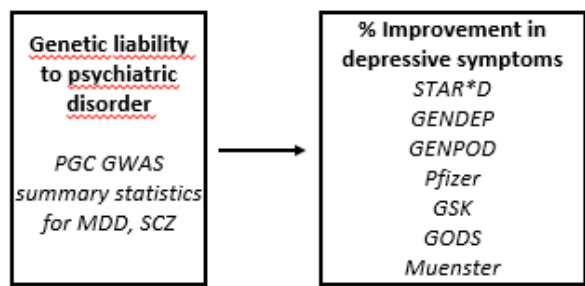 Genetic liability
to psychiatric
disorder
PGC GWAS
summary statistics
for MDD, SCZ
% Improvement in
depressive symptoms
STAR*D
GENDEP
GENPOD
Pfizer
GSK
GODS
Muenster